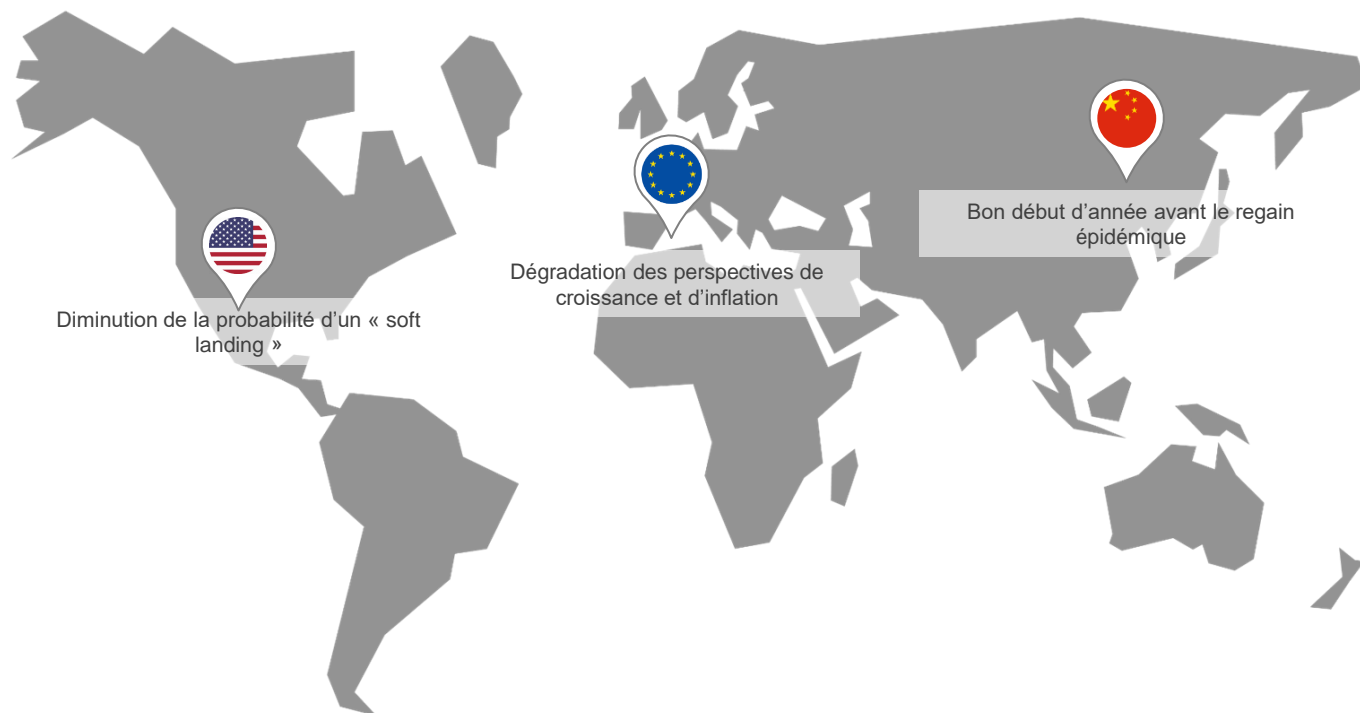 Bon début d’année avant le regain
épidémique
Dégradation des perspectives de
croissance et d’inflation
Diminution de la probabilité d’un « soft
landing »